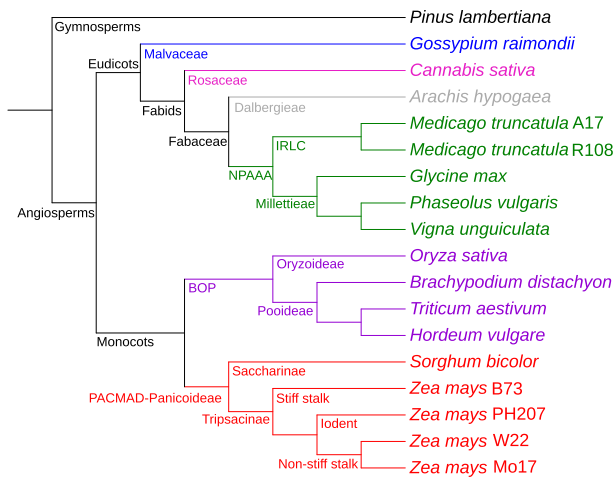 Pinus lambertiana
Gymnosperms
Gossypium raimondii
Malvaceae
Eudicots
Cannabis sativa
Rosaceae
Arachis hypogaea
Dalbergieae
Fabids
Medicago truncatula A17
Fabaceae
IRLC
Medicago truncatula R108
NPAAA
Glycine max
Millettieae
Phaseolus vulgaris
Angiosperms
Vigna unguiculata
Oryza sativa
Oryzoideae
BOP
Brachypodium distachyon
Pooideae
Triticum aestivum
Hordeum vulgare
Monocots
Sorghum bicolor
Saccharinae
Zea mays B73
PACMAD-Panicoideae
Stiff stalk
Zea mays PH207
Tripsacinae
Iodent
Zea mays W22
Non-stiff stalk
Zea mays Mo17